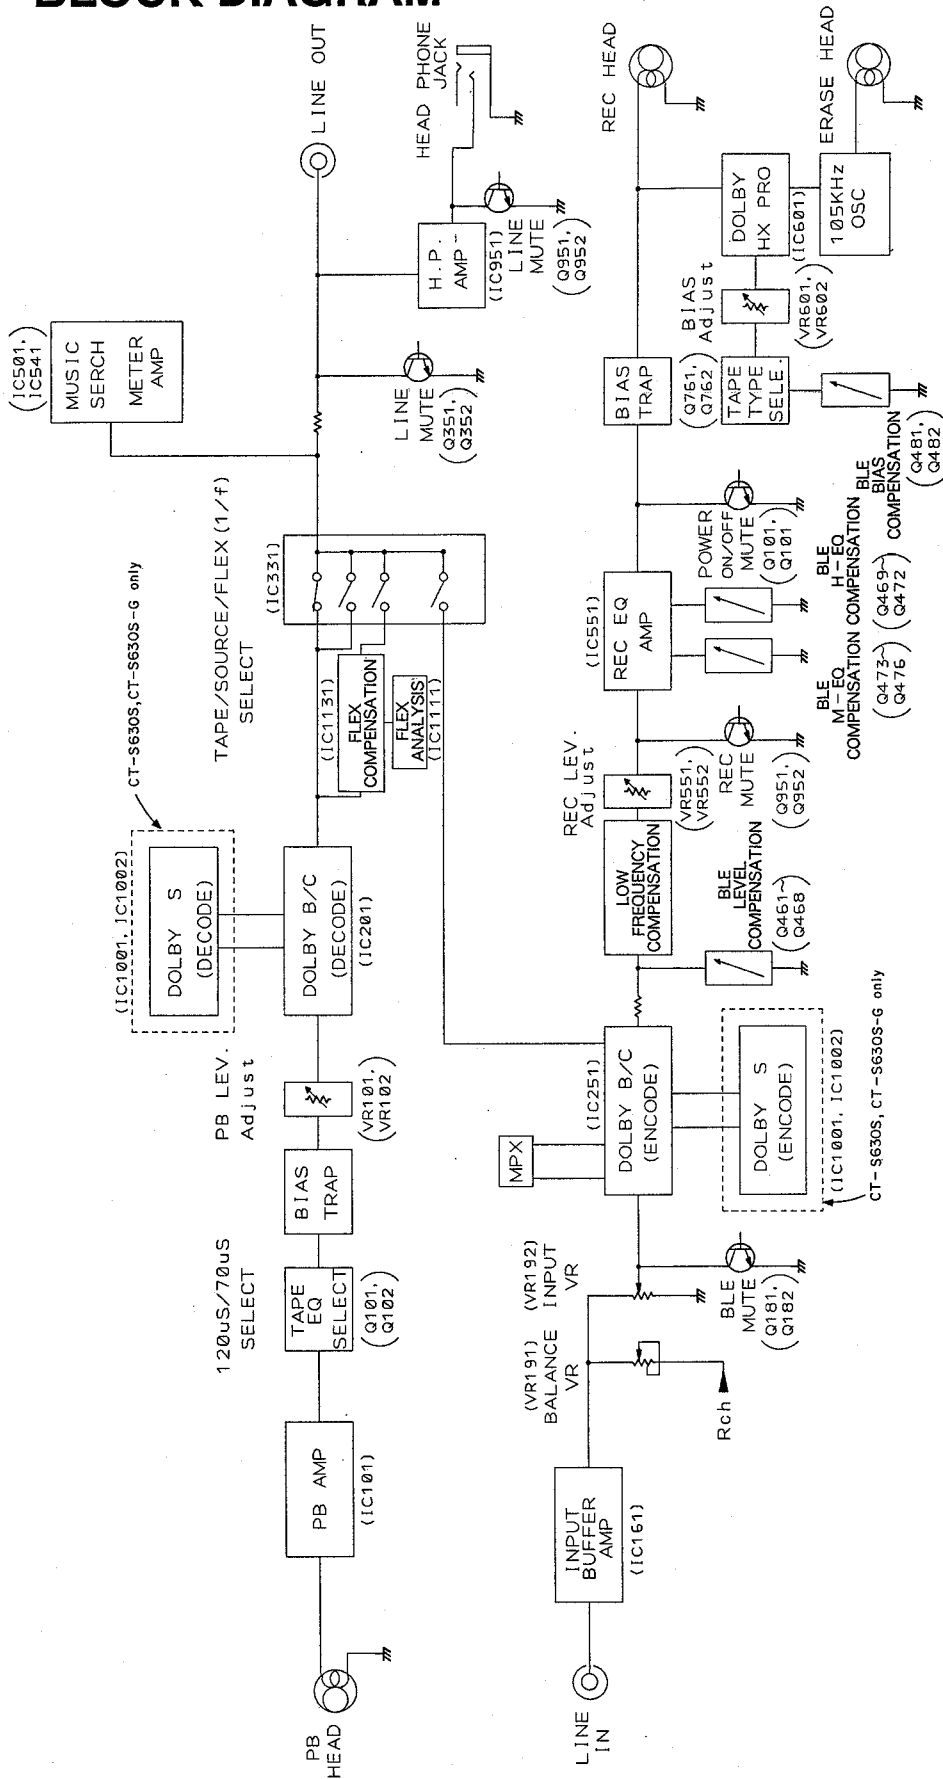 BLOCK DIAGRAM
PB
HEAD
PB AMP
(IC101)
120uS/70uS
SELECT
TAPE
EQ
SELECT
(Q101,
Q102)
BIAS
TRAP
PB LEV.
Adjust
(VR101,
VR102)
(IC1001, IC1002)
DOLBY S
(DECODE)
DOLBY B/C
(DECODE)
(IC201)
CT-S630S,CT-S630S-G only
TAPE/SOURCE/FLEX(1/f)
SELECT
(IC1131)
FLEX
COMPENSATION
FLEX
ANALYSIS
(IC1111)
(IC331)
(IC501,
IC541)
MUSIC
SERCH
METER
AMP
LINE
MUTE
(Q351,
Q352)
H.P.
AMP
(IC951)
LINE
MUTE
(Q951,
Q952)
LINE OUT
HEAD PHONE
JACK
LINE
IN
INPUT
BUFFER
AMP
(IC161)
(VR191)
BALANCE
VR
Rch
(VR192)
INPUT
VR
BLE
MUTE
(Q181,
Q182)
MPX
(IC251)
DOLBY B/C
(ENCODE)
DOLBY S
(ENCODE)
(IC1001, IC1002)
CT-S630S, CT-S630S-G only
LOW
FREQUENCY
COMPENSATION
BLE
LEVEL
COMPENSATION
(Q461~
Q468)
REC LEV.
Adjust
(VR551,
VR552)
REC
MUTE
(Q951,
Q952)
(IC551)
REC EQ
AMP
BLE
M-EQ
COMPENSATION
(Q473~
Q476)
BLE
H-EQ
COMPENSATION
(Q469~
Q472)
POWER
ON/OFF
MUTE
(Q101,
Q101)
BIAS
TRAP
(Q761,
Q762)
TAPE
TYPE
SELE.
BLE
BIAS
COMPENSATION
(Q481,
Q482)
BIAS
Adjust
(VR601,
VR602)
DOLBY
HX PRO
(IC601)
105KHz
OSC
REC HEAD
ERASE HEAD